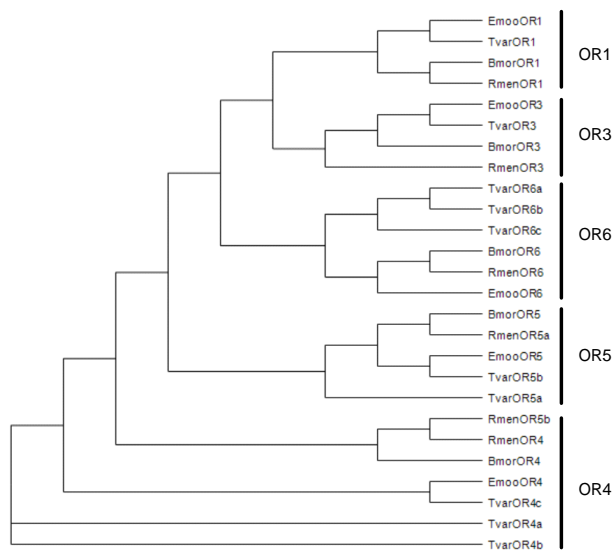 EmooOR1
TvarOR1
BmorOR1
RmenOR1
OR1
EmooOR3
TvarOR3
BmorOR3
RmenOR3
OR3
TvarOR6a
TvarOR6b
TvarOR6c
BmorOR6
RmenOR6
EmooOR6
OR6
BmorOR5
RmenOR5a
EmooOR5
TvarOR5b
TvarOR5a
OR5
RmenOR5b
RmenOR4
BmorOR4
EmooOR4
TvarOR4c
TvarOR4a
TvarOR4b
OR4